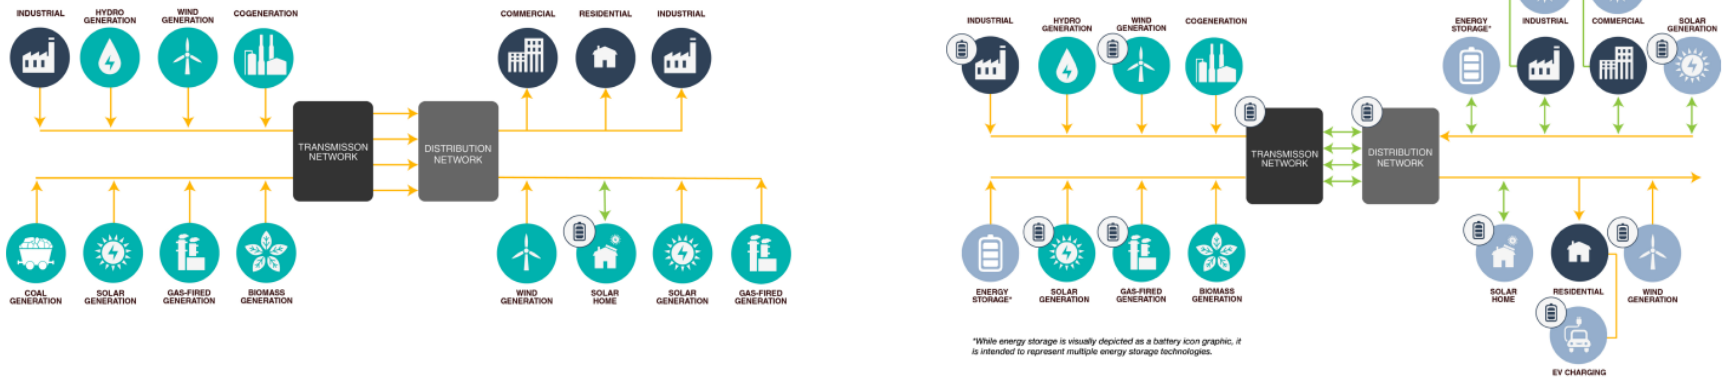 INDUSTRIAL
HYDRO
GENERATION
WIND
GENERATION
COGENERATION
COMMERCIAL
RESIDENTIAL
INDUSTRIAL
TRANSMISSON
NETWORK
DISTRIBUTION
NETWORK
COAL
GENERATION
SOLAR
GENERATION
GAS-FIRED
GENERATION
BIOMASS
GENERATION
WIND
GENERATION
SOLAR
HOME
SOLAR
GENERATION
GAS-FIRED
GENERATION
INDUSTRIAL
HYDRO
GENERATION
WIND
GENERATION
COGENERATION
ENERGY
STORAGE*
INDUSTRIAL
COMMERCIAL
SOLAR
GENERATION
TRANSMISSON
NETWORK
DISTRIBUTION
NETWORK
ENERGY
STORAGE*
SOLAR
GENERATION
GAS-FIRED
GENERATION
BIOMASS
GENERATION
SOLAR
HOME
RESIDENTIAL
WIND
GENERATION
EV CHARGING
*While energy storage is visually depicted as a battery icon graphic, it
is intended to represent multiple energy storage technologies.